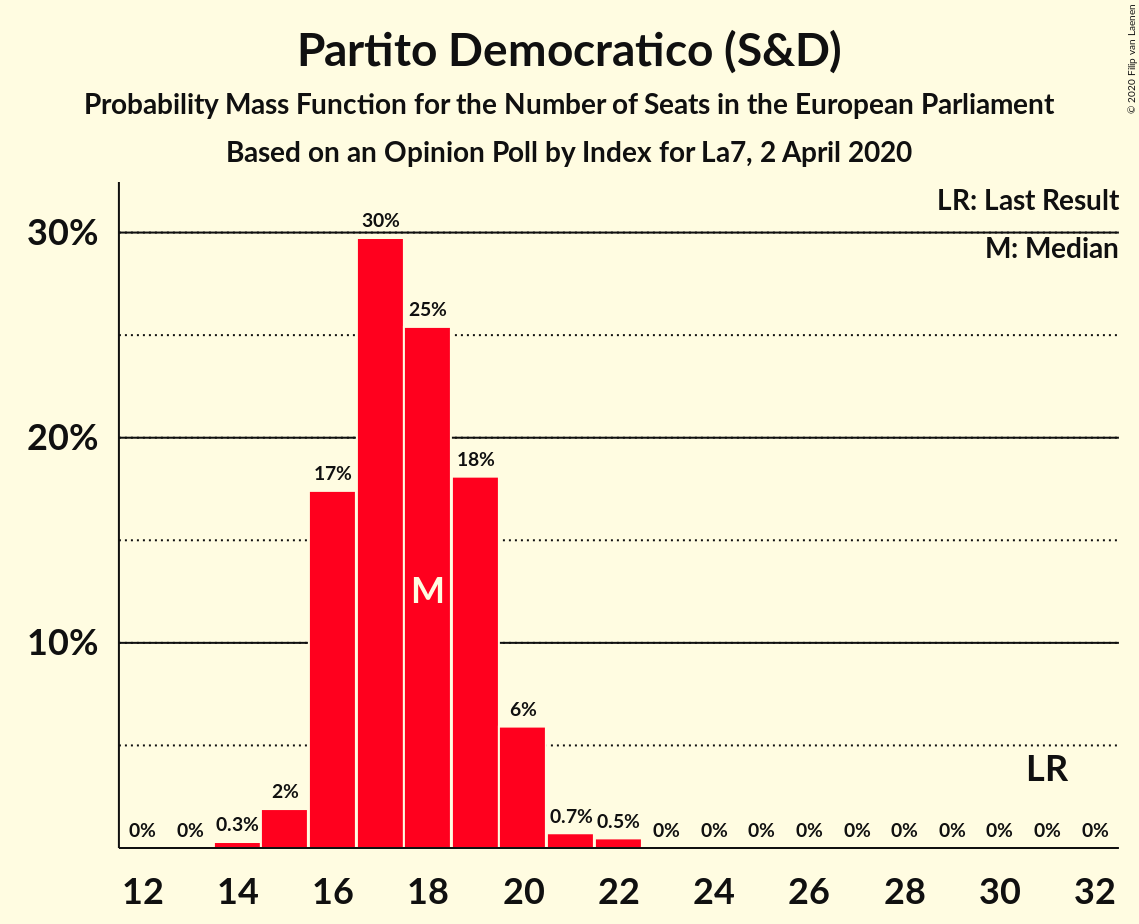 Partito Democratico (S&D)
Probability Mass Function for the Number of Seats in the European Parliament
Based on an Opinion Poll by Index for La7, 2 April 2020
© 2020 Filip van Laenen
LR: Last Result
M: Median
30%
20%
10%
0% 0% 0.3% 2% 17% 30% 25% 18% 6% 0.7% 0.5% 0% 0% 0% 0% 0% 0% 0% 0% 0% 0%
M
LR
12 14 16 18 20 22 24 26 28 30 32